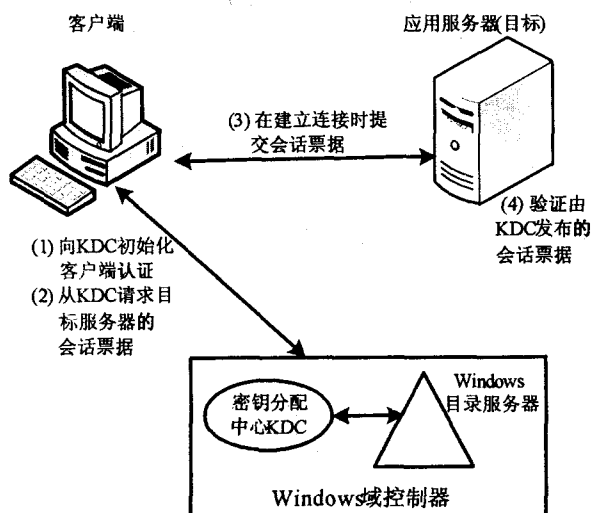 客户端
应用服务器(目标)
(3) 在建立连接时提
交会话票据
(4) 验证由
KDC发布的
会话票据
(1) 向KDC初始化
客户端认证
(2) 从KDC请求目
标服务器的
会话票据
密钥分配
中心KDC
Windows
目录服务器
Windows域控制器